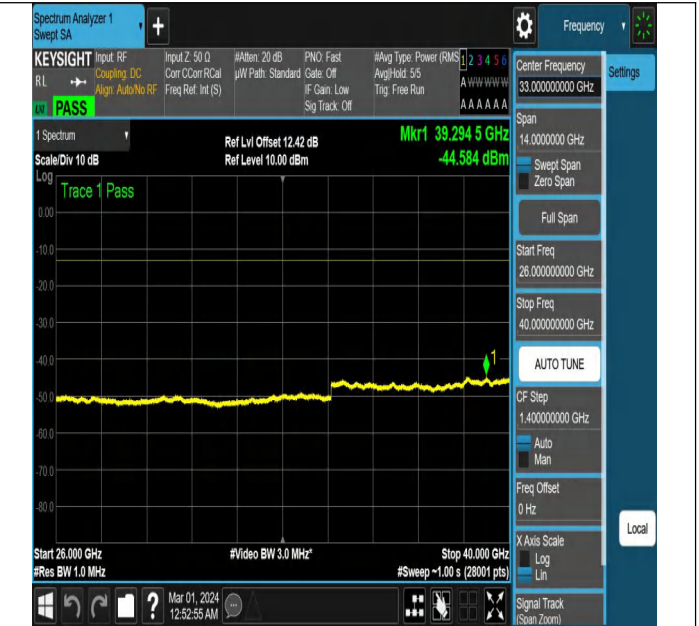 Spectrum Analyzer 1
Swept SA
+
Frequency
KEYSIGHT
RL
PASS
Input: RF
Coupling: DC
Align: Auto/No RF
Input Z: 50 Ω
Corr CCorr RCal
Freq Ref: Int (S)
#Atten: 20 dB
µW Path: Standard
PNO: Fast
Gate: Off
IF Gain: Low
Sig Track: Off
#Avg Type: Power (RMS
Avg|Hold: 5/5
Trig: Free Run
1 2 3 4 5 6
A W W W W W
A A A A A A
Center Frequency
33.000000000 GHz
Settings
1 Spectrum
Scale/Div 10 dB
Ref Lvl Offset 12.42 dB
Ref Level 10.00 dBm
Mkr1 39.294 5 GHz
-44.584 dBm
Span
14.0000000 GHz
Swept Span
Zero Span
Full Span
Start Freq
26.000000000 GHz
Stop Freq
40.000000000 GHz
AUTO TUNE
CF Step
1.400000000 GHz
Auto
Man
Freq Offset
0 Hz
X Axis Scale
Log
Lin
Signal Track
(Span Zoom)
Local
Log
Trace 1 Pass
0.00
-10.0
-20.0
-30.0
-40.0
-50.0
-60.0
-70.0
-80.0
1
Start 26.000 GHz
#Res BW 1.0 MHz
#Video BW 3.0 MHz*
Stop 40.000 GHz
#Sweep ~1.00 s (28001 pts)
?
Mar 01, 2024
12:52:55 AM